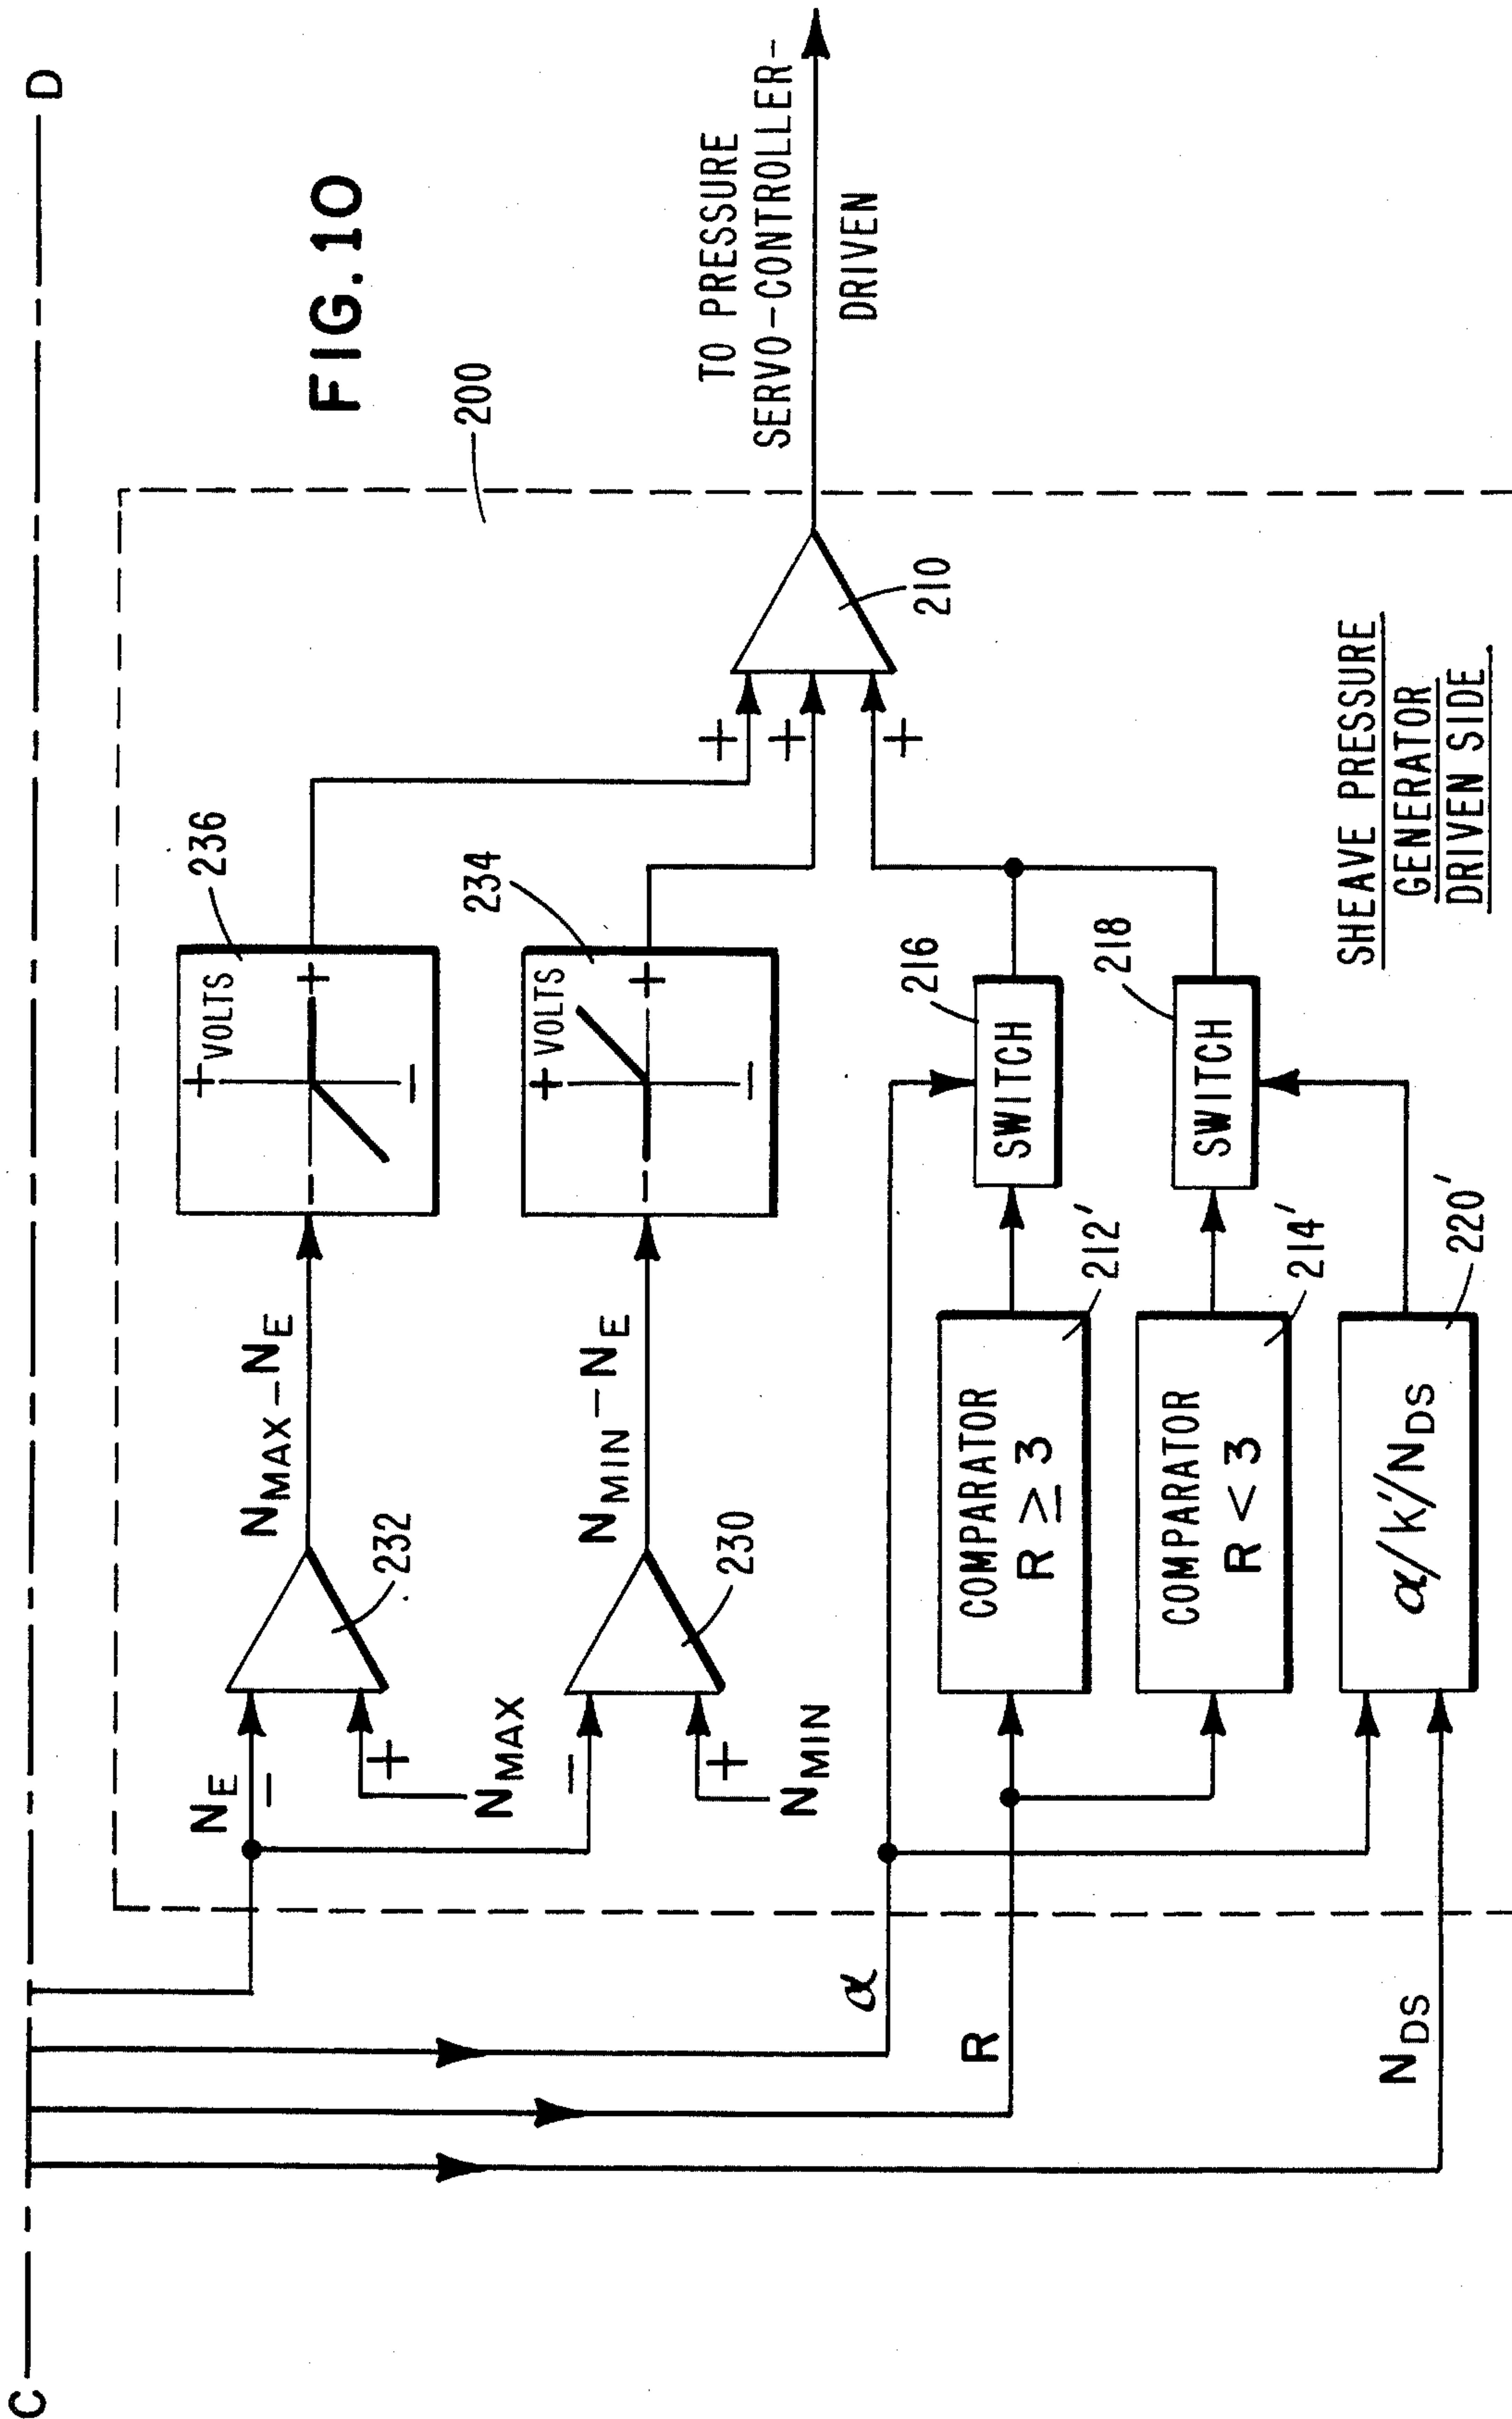 C
D
FIG. 10
200
N_E
−
+
N_MAX
232
N_MAX − N_E
+
VOLTS
−
+
−
236
−
+
N_MIN
230
N_MIN − N_E
+
VOLTS
−
+
−
234
+
+
+
210
TO PRESSURE
SERVO-CONTROLLER-
DRIVEN
α
R
N_DS
COMPARATOR
R ≥ 3
212'
SWITCH
216
COMPARATOR
R < 3
214'
SWITCH
218
α/k'/N_DS
220'
SHEAVE PRESSURE
GENERATOR
DRIVEN SIDE